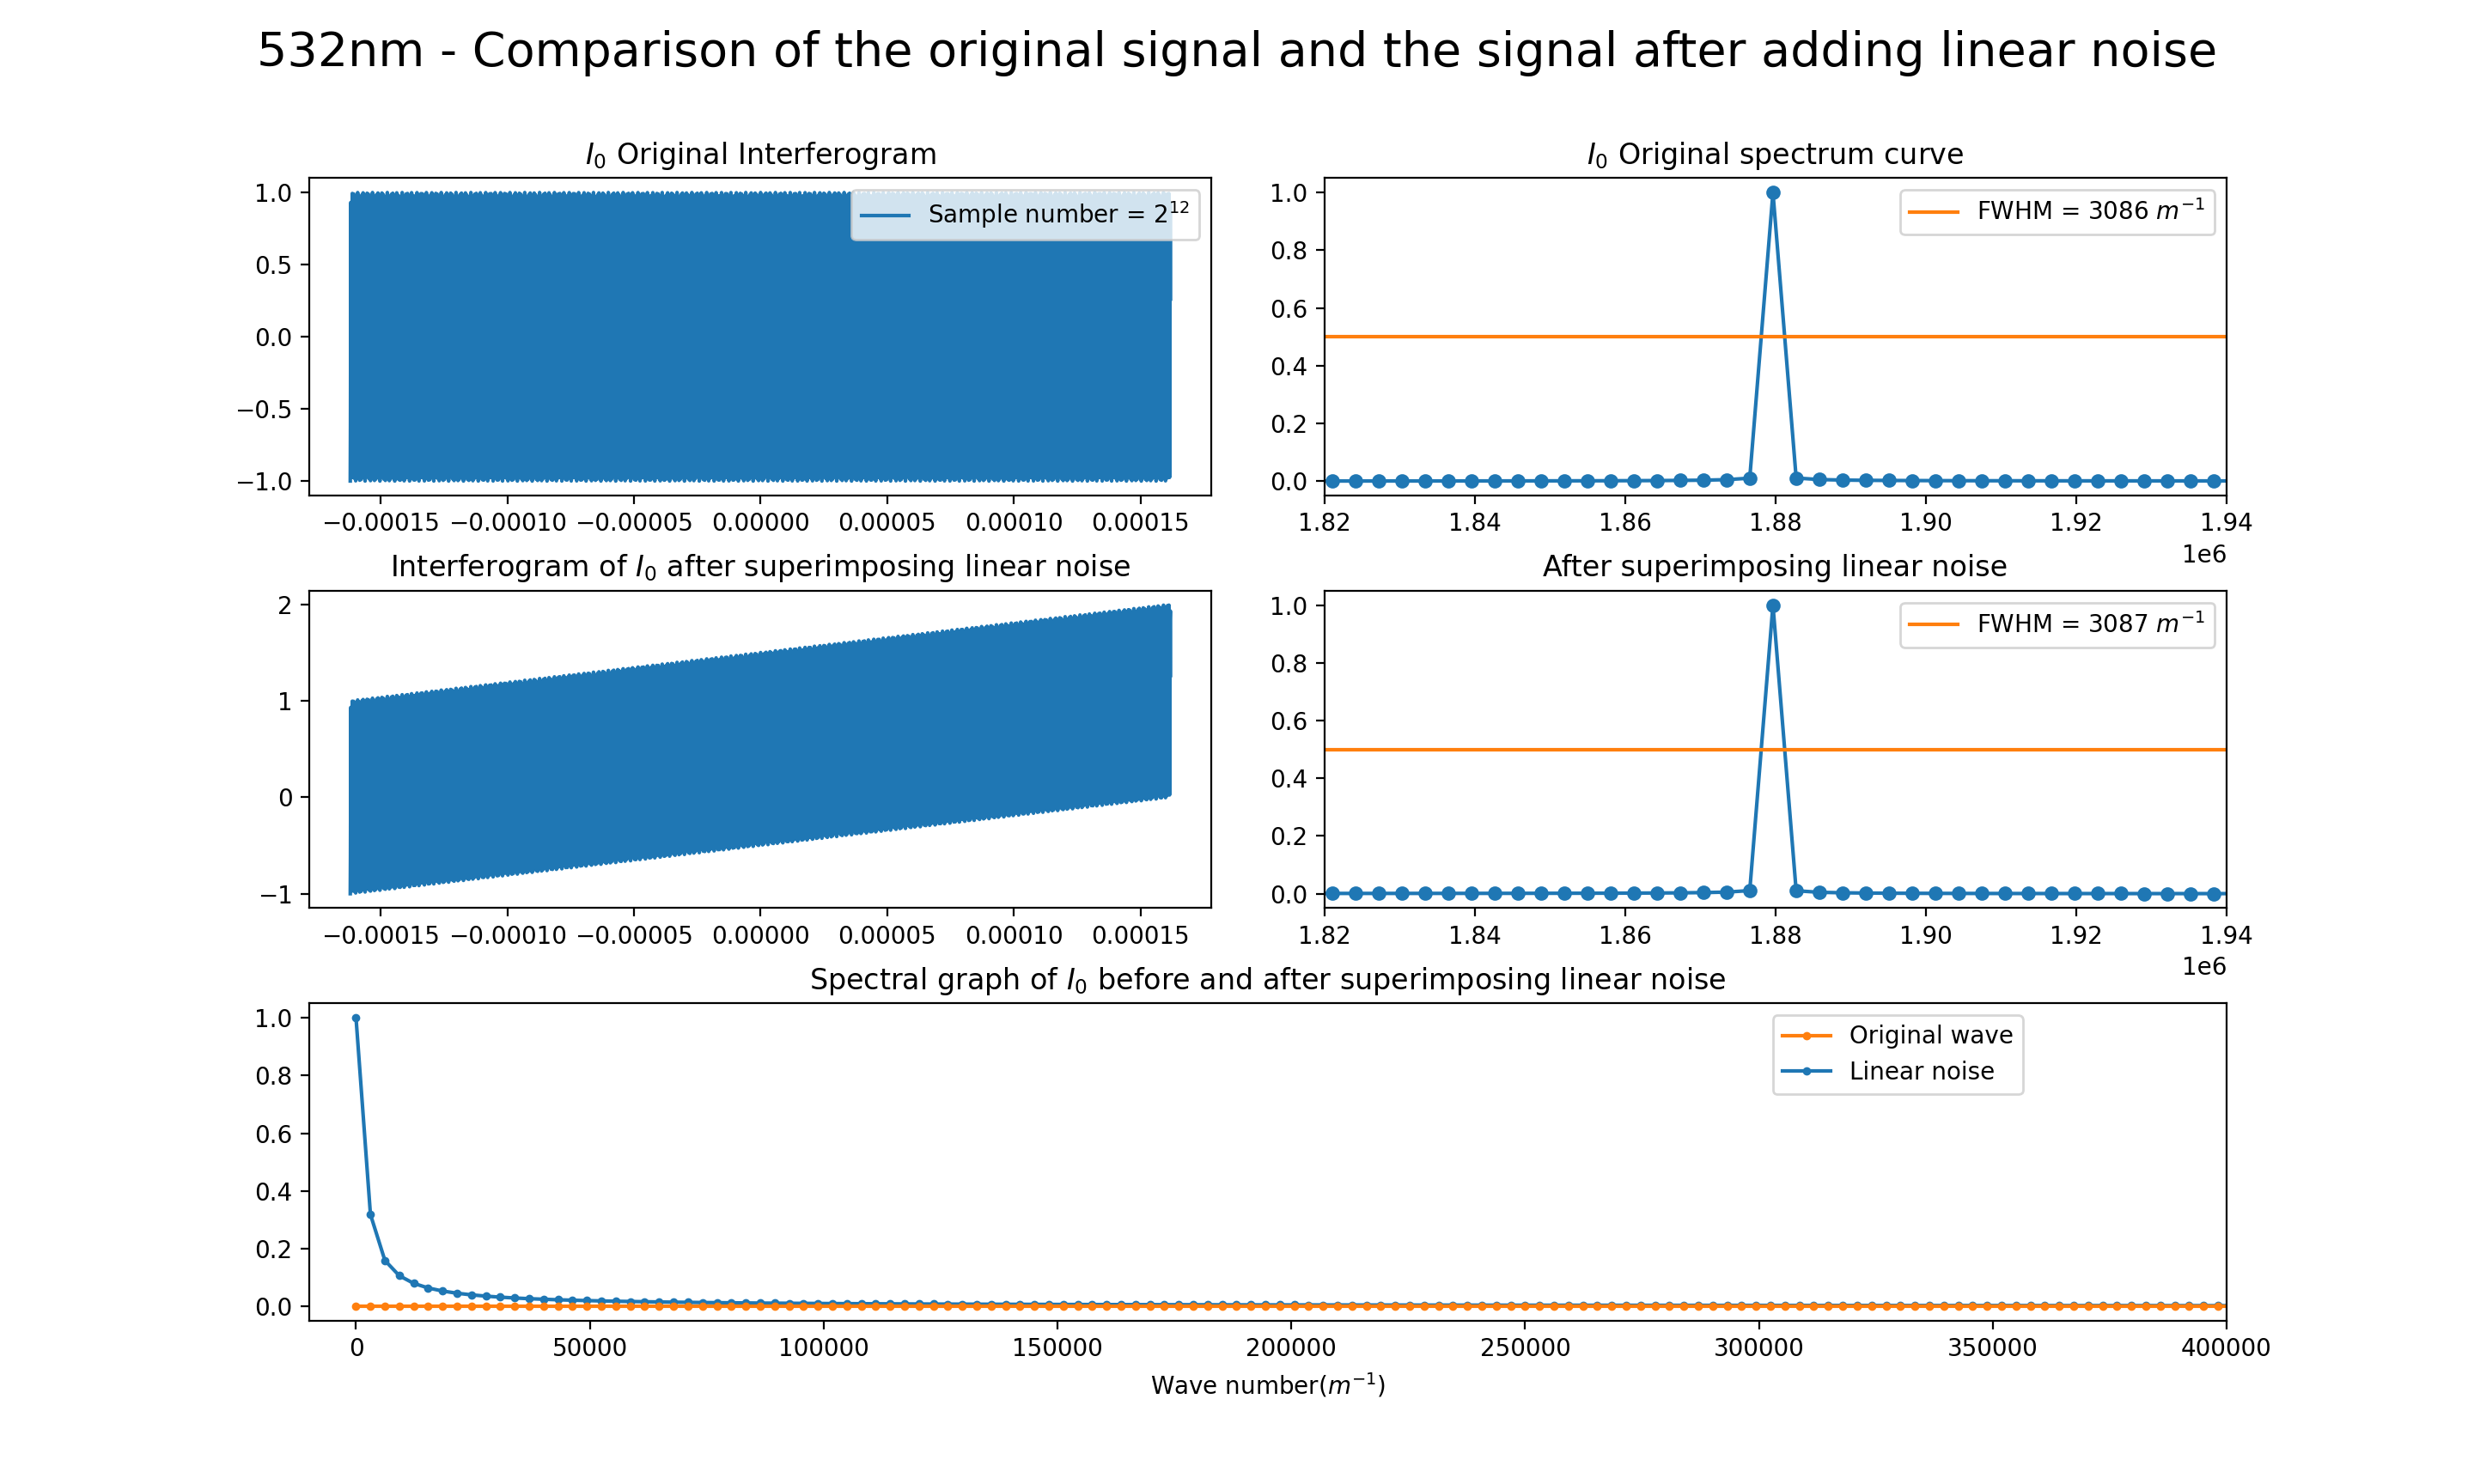 532nm - Comparison of the original signal and the signal after adding linear noise
I₀ Original Interferogram
1.0
0.5
0.0
−0.5
−1.0
Sample number = 2¹²
−0.00015 −0.00010 −0.00005 0.00000 0.00005 0.00010 0.00015
I₀ Original spectrum curve
1.0
0.8
0.6
0.4
0.2
0.0
FWHM = 3086 m⁻¹
1.82 1.84 1.86 1.88 1.90 1.92 1.94
1e6
Interferogram of I₀ after superimposing linear noise
2
1
0
−1
−0.00015 −0.00010 −0.00005 0.00000 0.00005 0.00010 0.00015
After superimposing linear noise
1.0
0.8
0.6
0.4
0.2
0.0
FWHM = 3087 m⁻¹
1.82 1.84 1.86 1.88 1.90 1.92 1.94
1e6
Spectral graph of I₀ before and after superimposing linear noise
1.0
0.8
0.6
0.4
0.2
0.0
Original wave
Linear noise
0 50000 100000 150000 200000 250000 300000 350000 400000
Wave number(m⁻¹)